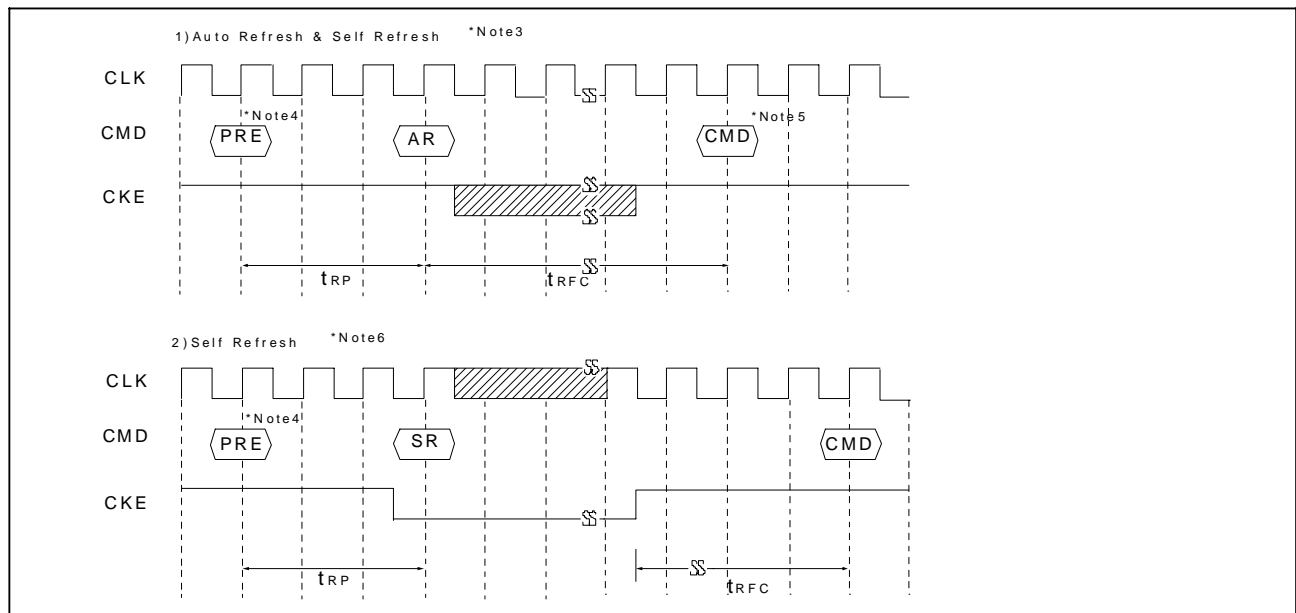 1)Auto Refresh & Self Refresh *Note3
CLK
*Note4 *Note5
CMD PRE AR CMD
CKE
tRP tRFC
2)Self Refresh *Note6
CLK
*Note4
CMD PRE SR CMD
CKE
tRP tRFC